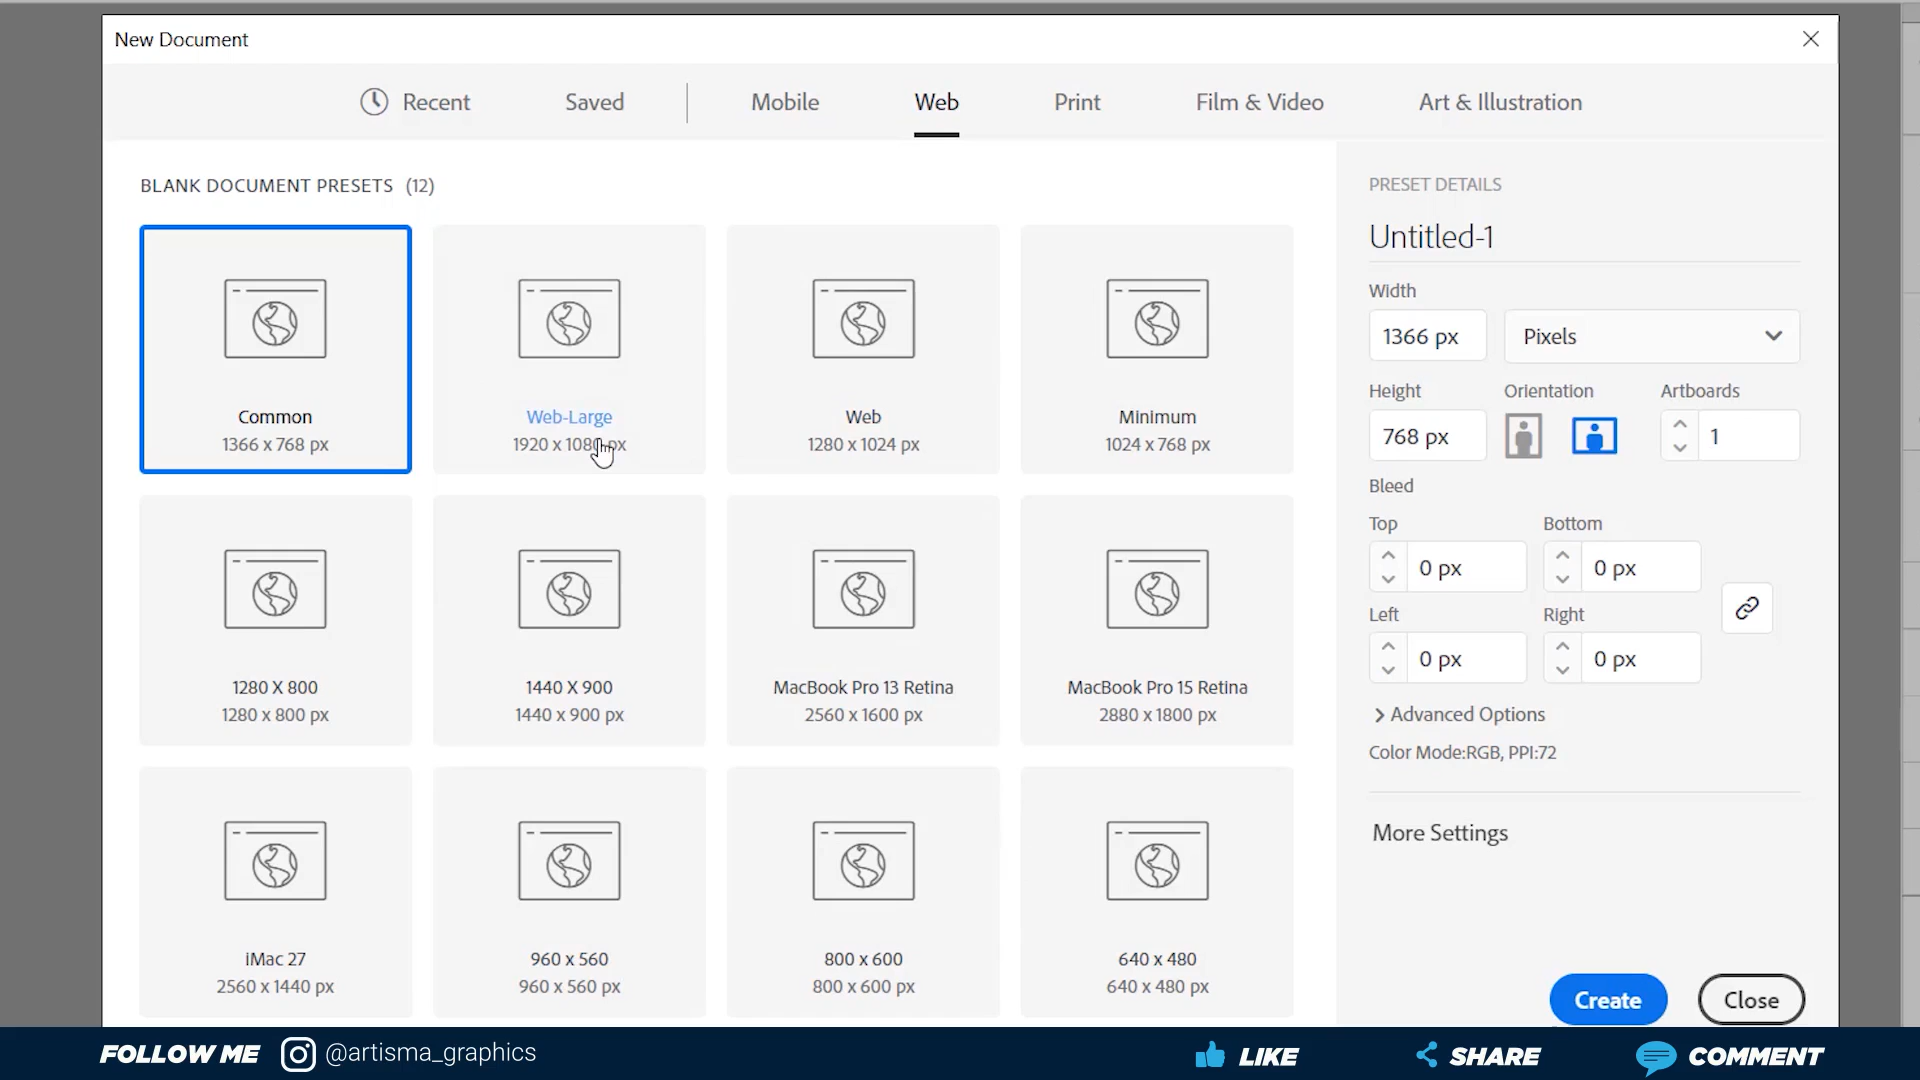 New Document
Recent Saved Mobile Web Print Film & Video Art & Illustration
BLANK DOCUMENT PRESETS (12)
Common
1366 x 768 px
Web-Large
1920 x 1080 px
Web
1280 x 1024 px
Minimum
1024 x 768 px
1280 X 800
1280 x 800 px
1440 X 900
1440 x 900 px
MacBook Pro 13 Retina
2560 x 1600 px
MacBook Pro 15 Retina
2880 x 1800 px
iMac 27
2560 x 1440 px
960 x 560
960 x 560 px
800 x 600
800 x 600 px
640 x 480
640 x 480 px
PRESET DETAILS
Untitled-1
Width
1366 px Pixels
Height Orientation Artboards
768 px 1
Bleed
Top Bottom
0 px 0 px
Left Right
0 px 0 px
Advanced Options
Color Mode:RGB, PPI:72
More Settings
Create Close
FOLLOW ME @artisma_graphics LIKE SHARE COMMENT